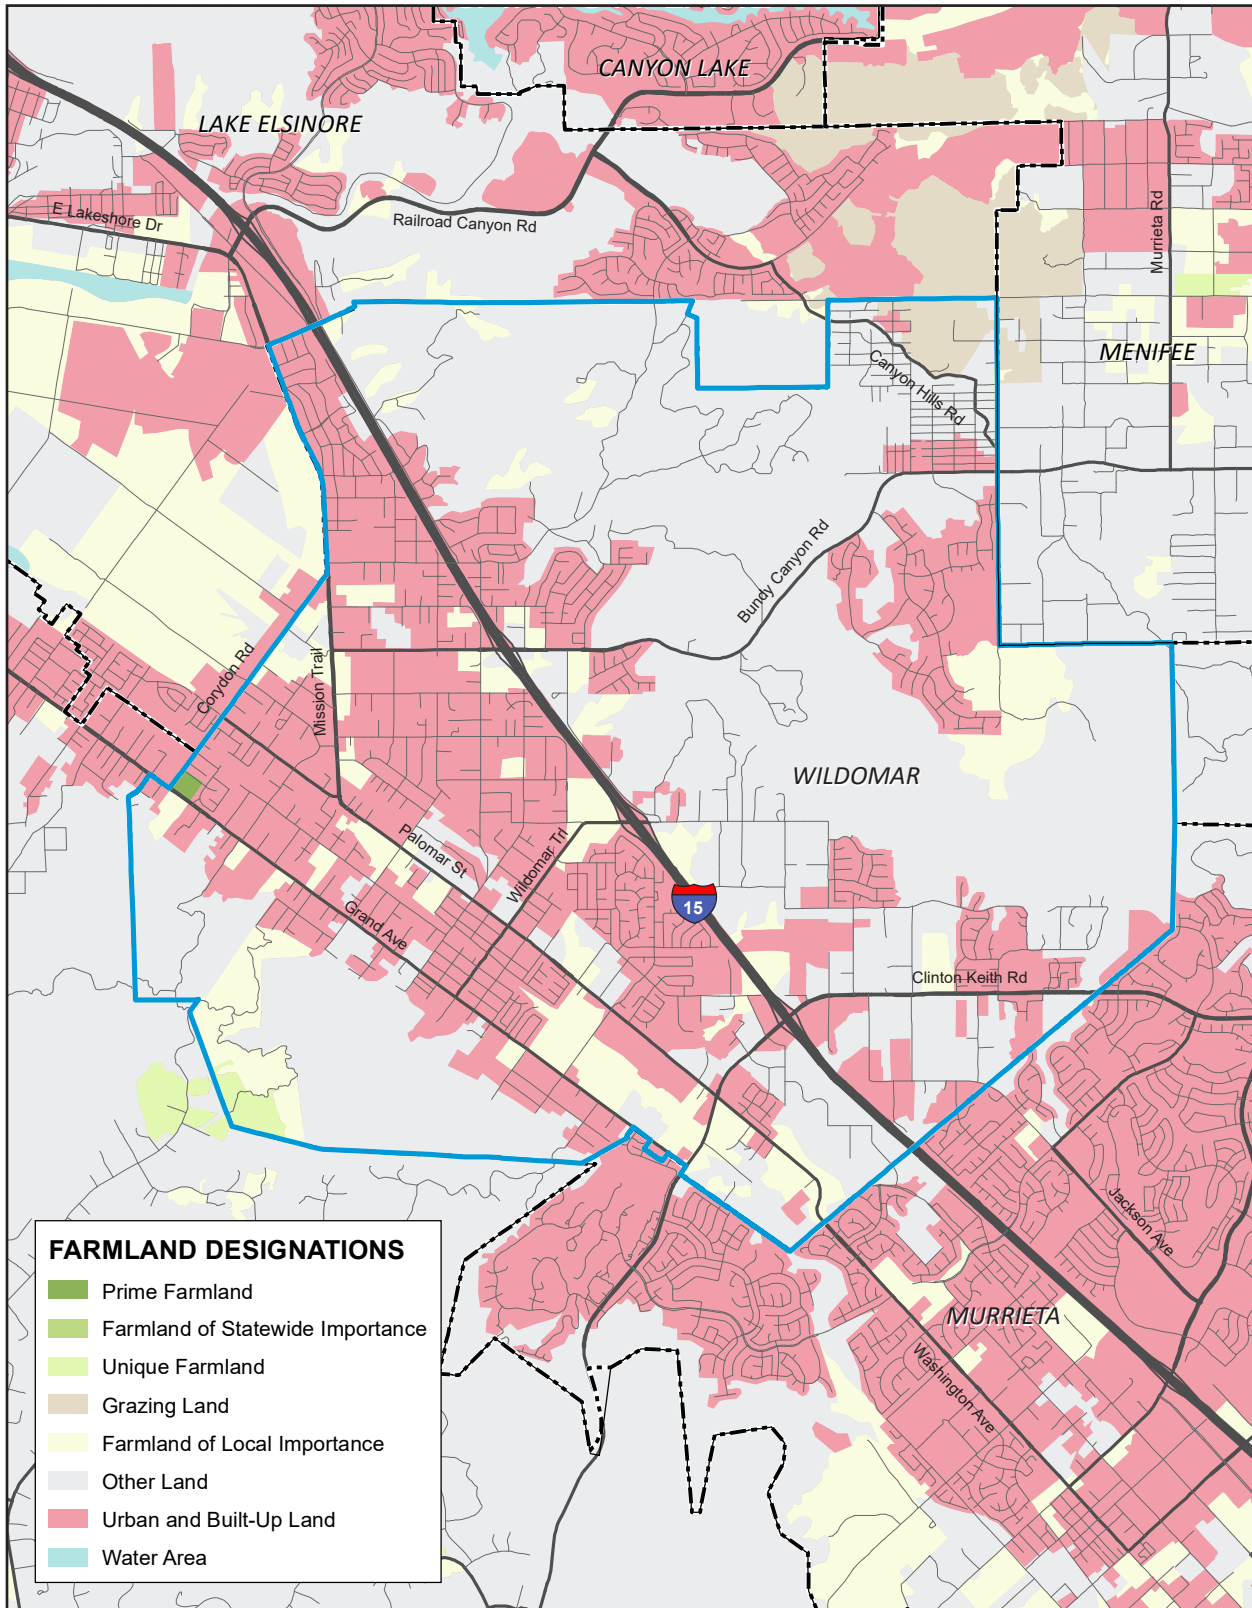 CANYON LAKE
LAKE ELSINORE
E Lakeshore Dr
Railroad Canyon Rd
Murrieta Rd
MENIFEE
Canyon Hills Rd
Bundy Canyon Rd
Corydon Rd
Mission Trail
WILDOMAR
Palomar St
Wildomar Trl
15
Grand Ave
Clinton Keith Rd
Jackson Ave
MURRIETA
Washington Ave
FARMLAND DESIGNATIONS
Prime Farmland
Farmland of Statewide Importance
Unique Farmland
Grazing Land
Farmland of Local Importance
Other Land
Urban and Built-Up Land
Water Area